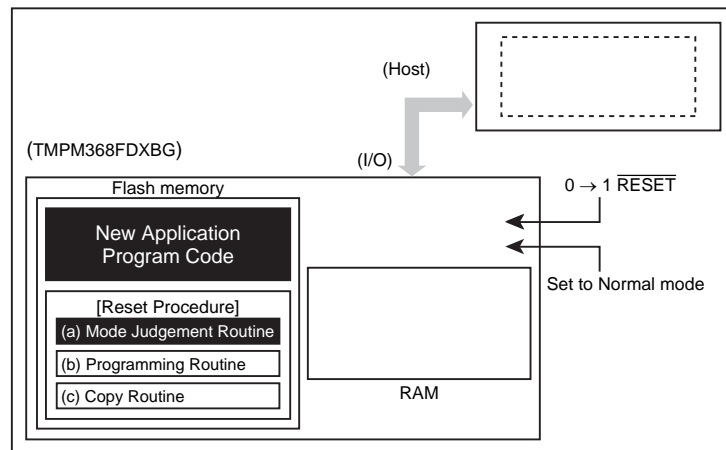 (Host)
(TMPM368FDXBG)
(I/O)
Flash memory
0 → 1 RESET
New Application
Program Code
Set to Normal mode
[Reset Procedure]
(a) Mode Judgement Routine
(b) Programming Routine
(c) Copy Routine
RAM